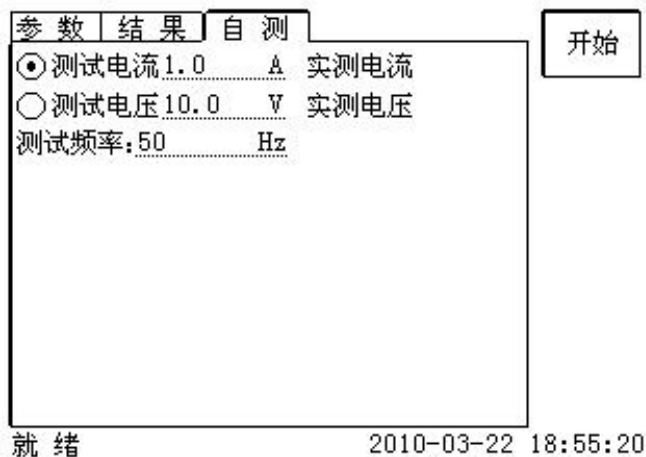 参 数 结 果 自 测
开始
测试电流1.0 A 实测电流
测试电压10.0 V 实测电压
测试频率:50 Hz
就 绪 2010-03-22 18:55:20